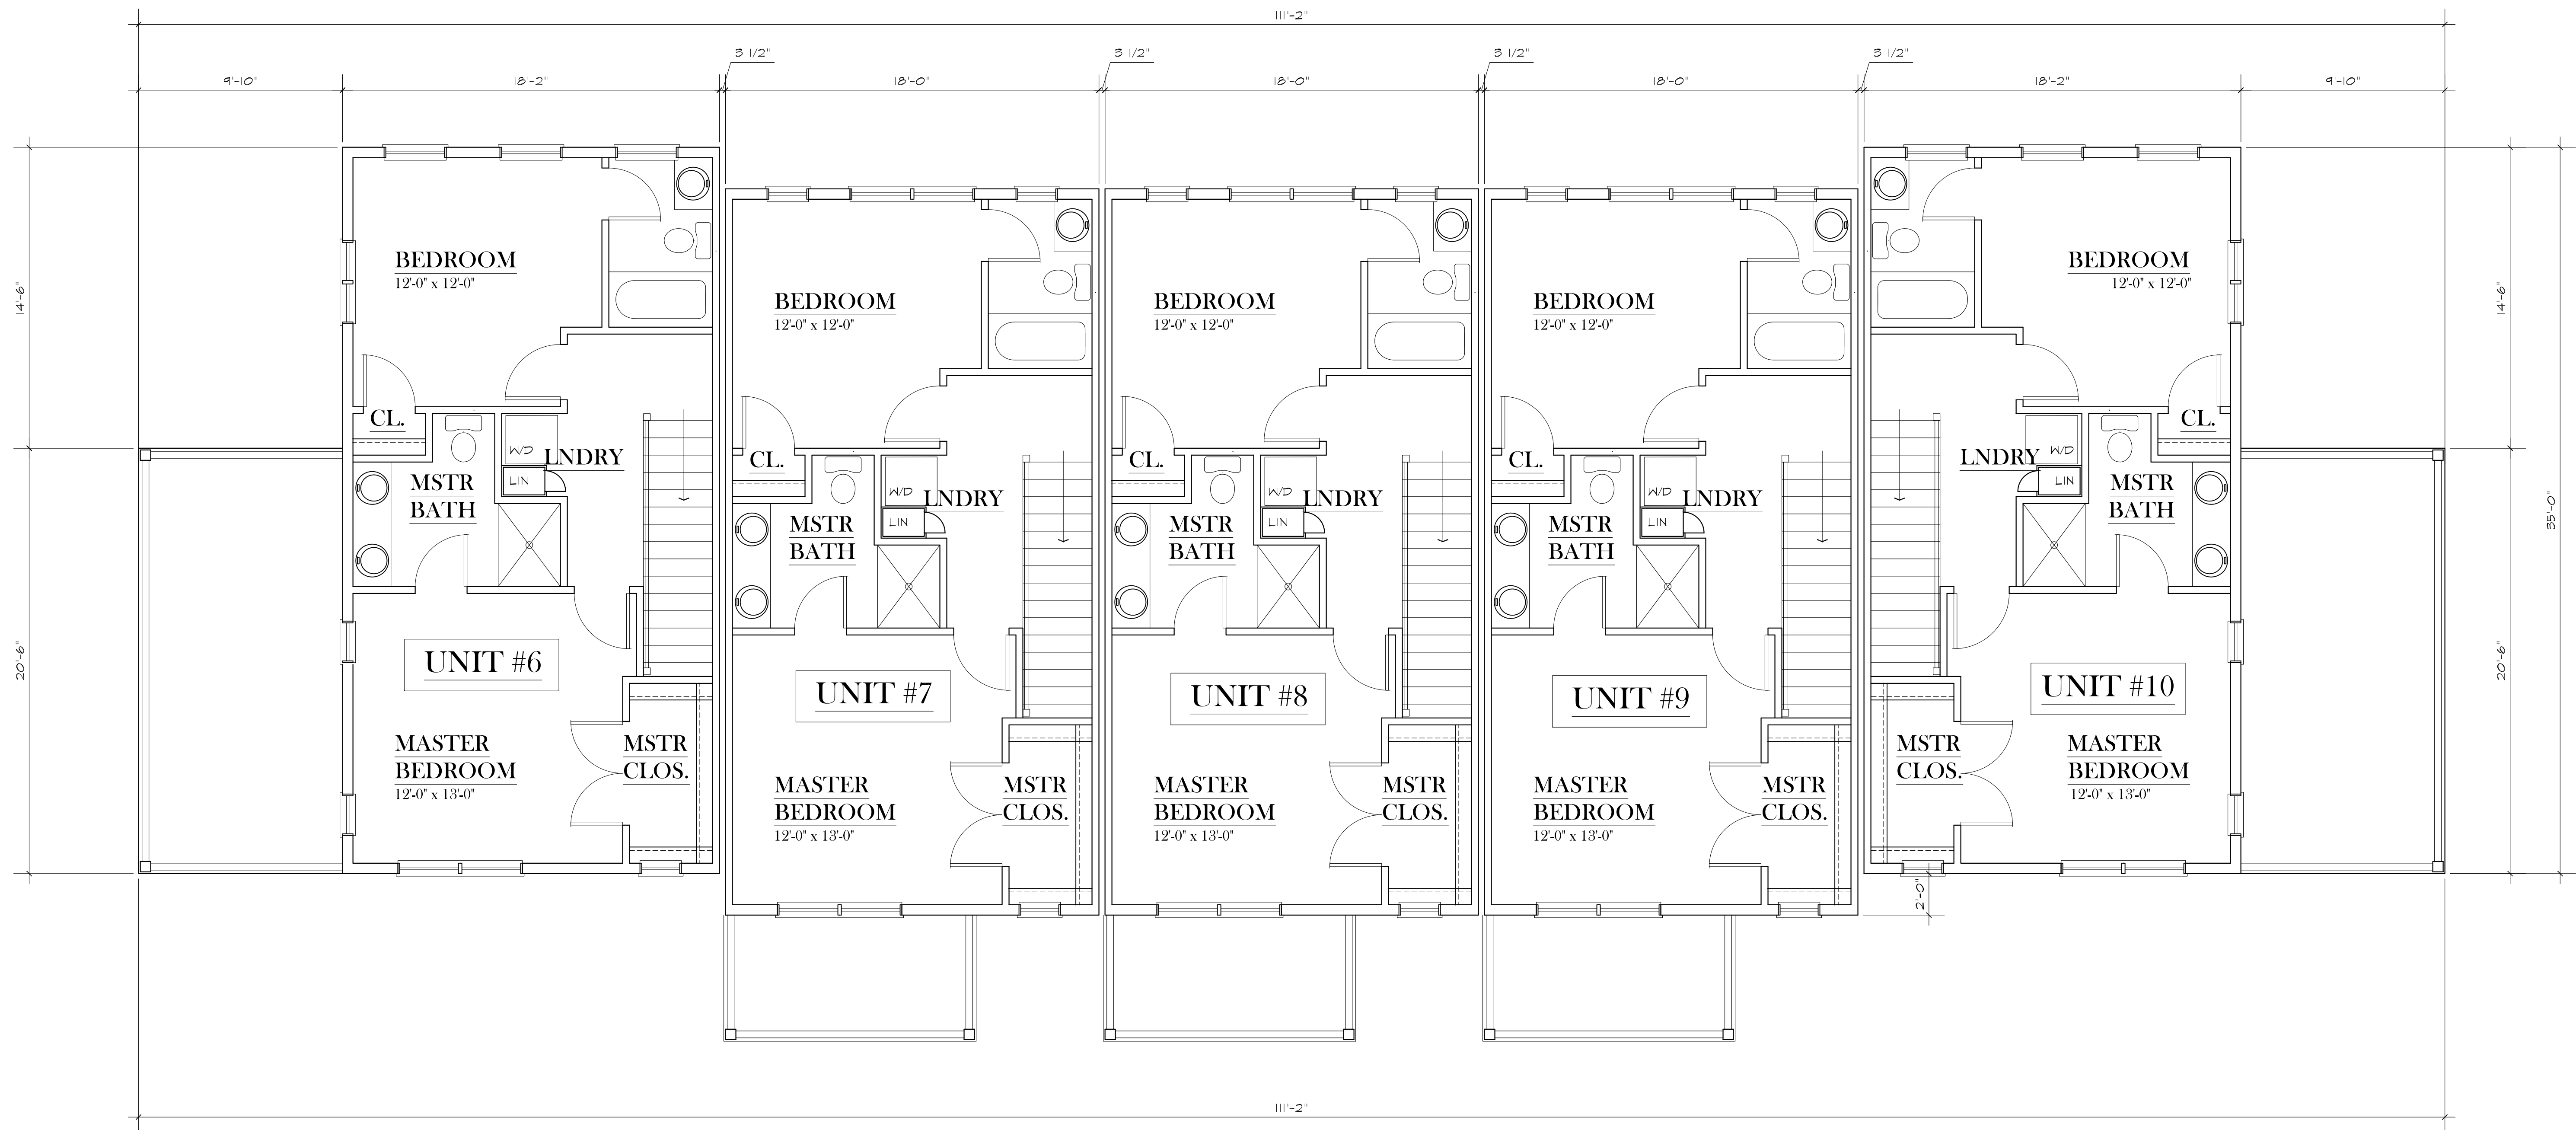 111'-2"
3 1/2"
3 1/2"
3 1/2"
3 1/2"
9'-10"
18'-2"
18'-0"
18'-0"
18'-0"
18'-2"
9'-10"
14'-6"
20'-6"
BEDROOM
12'-0" x 12'-0"
CL.
W/D
LNDRY
LIN
MSTR
BATH
UNIT #6
MASTER
BEDROOM
12'-0" x 13'-0"
MSTR
CLOS.
BEDROOM
12'-0" x 12'-0"
CL.
W/D
LNDRY
LIN
MSTR
BATH
UNIT #7
MASTER
BEDROOM
12'-0" x 13'-0"
MSTR
CLOS.
BEDROOM
12'-0" x 12'-0"
CL.
W/D
LNDRY
LIN
MSTR
BATH
UNIT #8
MASTER
BEDROOM
12'-0" x 13'-0"
MSTR
CLOS.
BEDROOM
12'-0" x 12'-0"
CL.
W/D
LNDRY
LIN
MSTR
BATH
UNIT #9
MASTER
BEDROOM
12'-0" x 13'-0"
MSTR
CLOS.
BEDROOM
12'-0" x 12'-0"
CL.
LNDRY
W/D
LIN
MSTR
BATH
UNIT #10
MSTR
CLOS.
MASTER
BEDROOM
12'-0" x 13'-0"
2'-0"
14'-6"
20'-6"
35'-0"
111'-2"